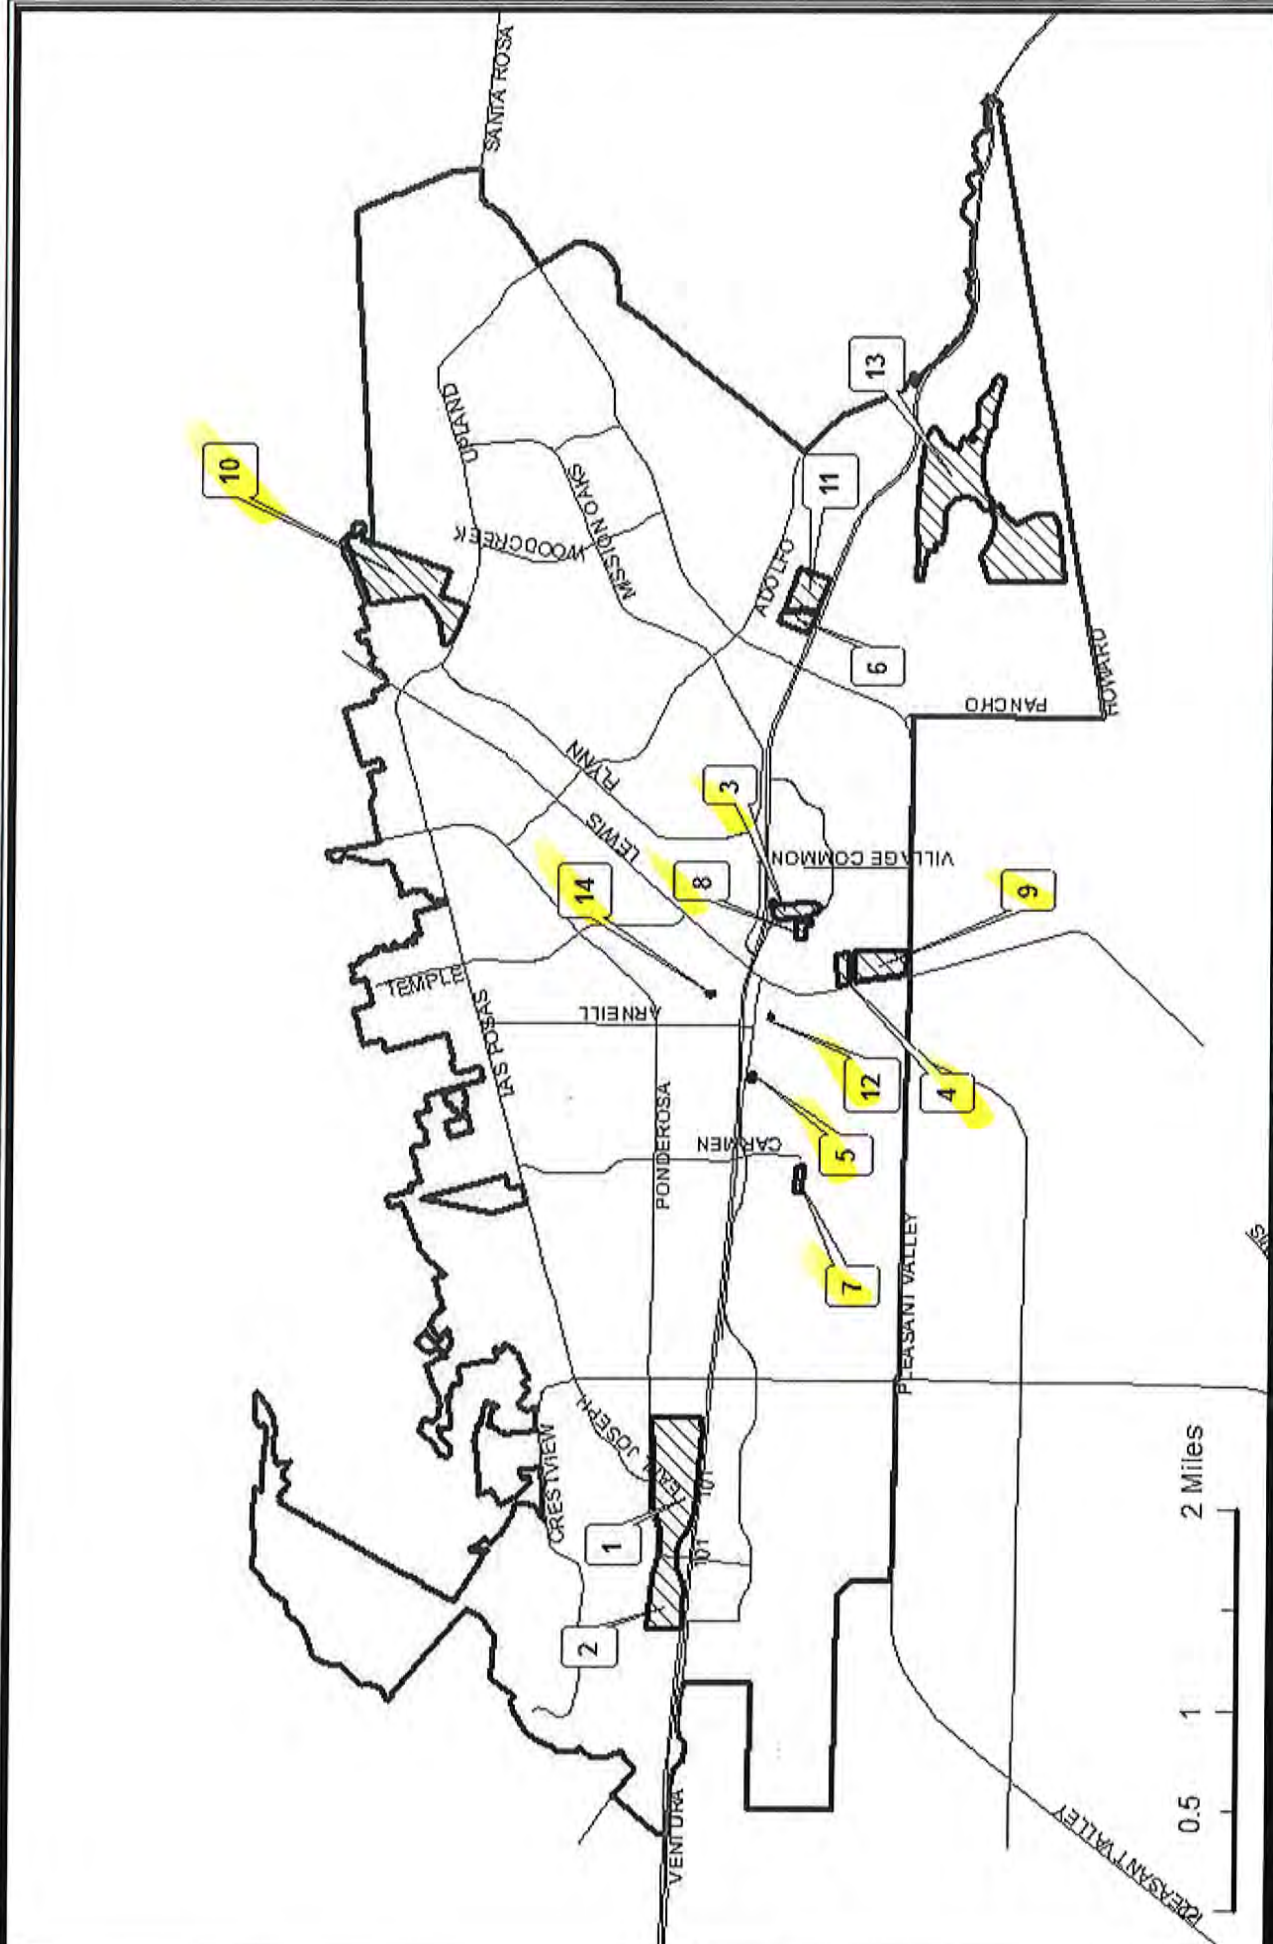 SANTA ROSA
10
UPLAND
13
WOODCREEK
MISSION OAKS
11
ADOLFO
6
HOWARD
PANCHO
FLYNN
3
LEWIS
VILLAGE COMMON
14
8
9
TEMPLE
LAS POSAS
ARNEILL
12
4
PONDEROSA
CARMEN
5
7
PLEASANT VALLEY
CRESTVIEW
JOSEPH
101
1
101
2
2 Miles
1
0.5
VENTURA
PLEASANT VALLEY